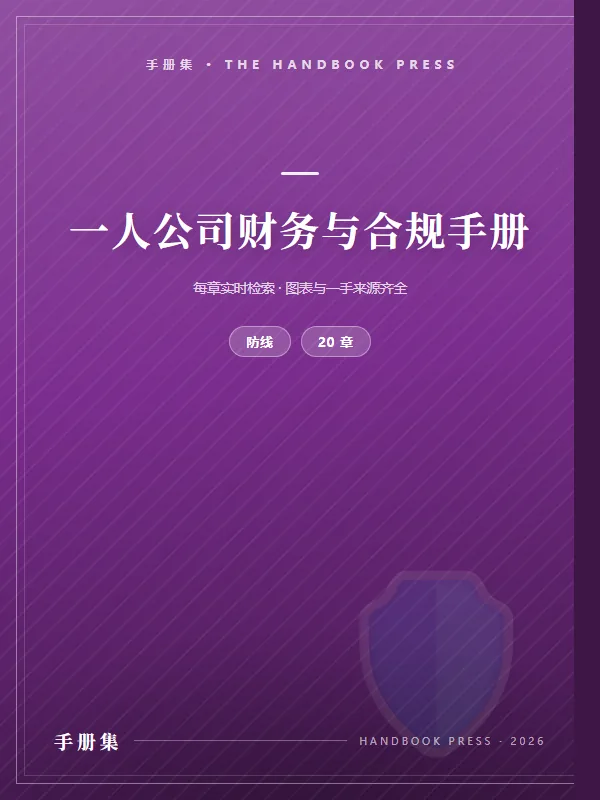 手册集 • THE HANDBOOK PRESS
一人公司财务与合规手册
每章实时检索 · 图表与一手来源齐全
防线 20 章
手册集 HANDBOOK PRESS · 2026